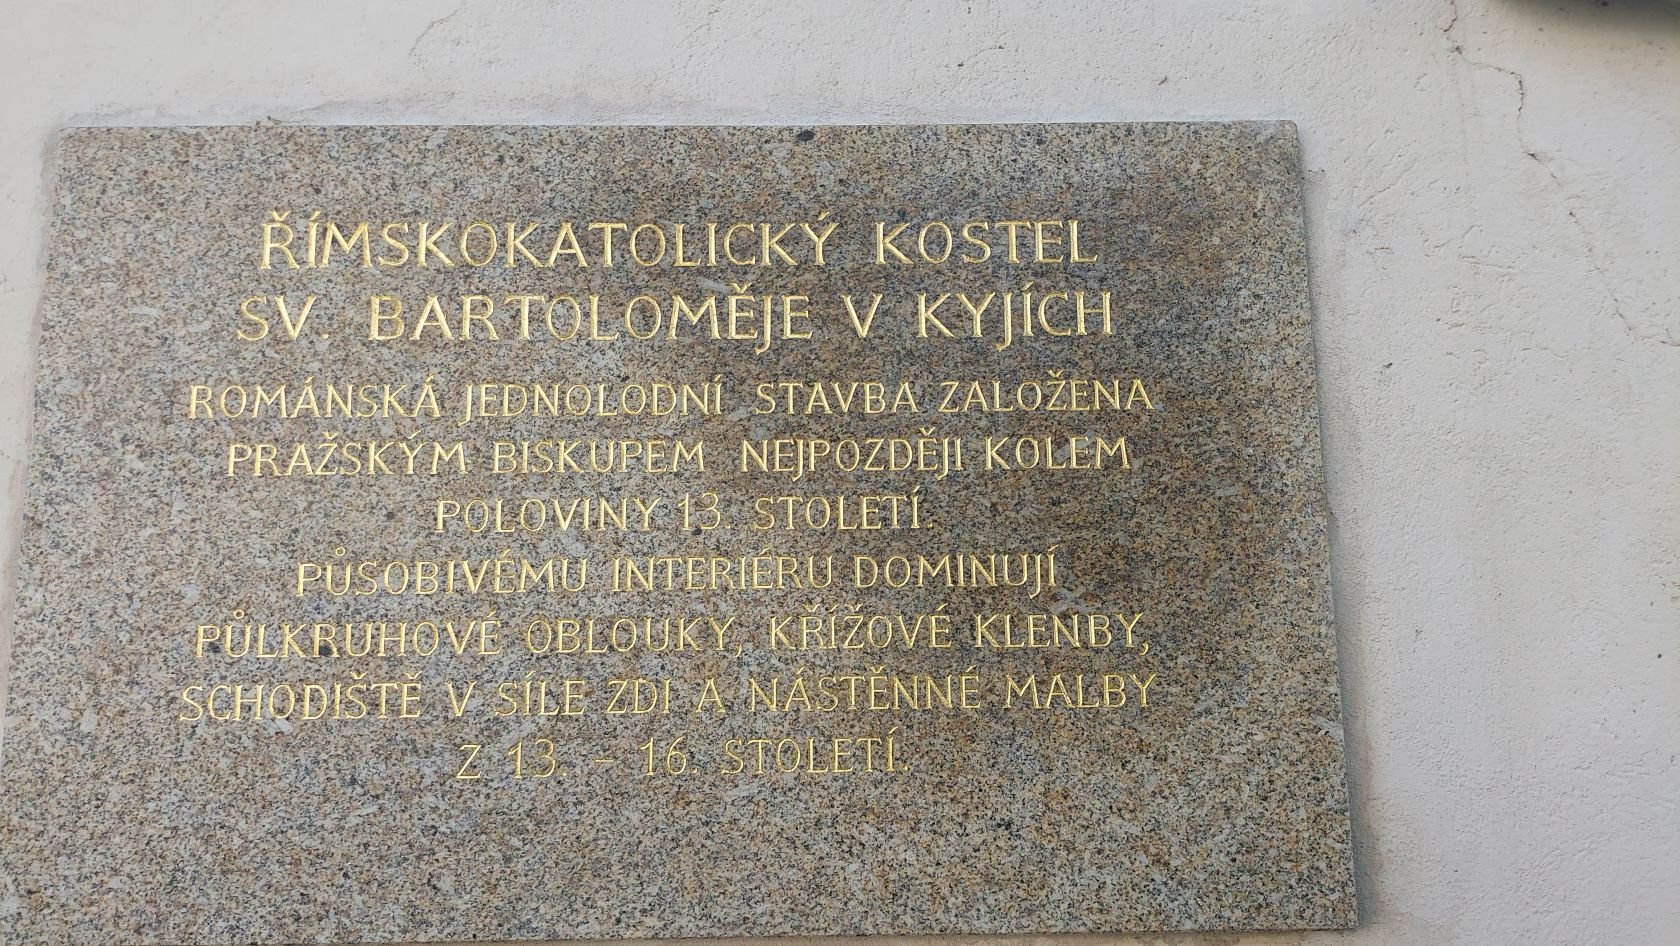 ŘÍMSKOKATOLICKÝ KOSTEL
SV. BARTOLOMĚJE V KYJÍCH
ROMÁNSKÁ JEDNOLODNÍ STAVBA ZALOŽENA
PRAŽSKÝM BISKUPEM NEJPOZDĚJI KOLEM
POLOVINY 13. STOLETÍ.
PŮSOBIVÉMU INTERIÉRU DOMINUJÍ
PŮLKRUHOVÉ OBLOUKY, KŘÍŽOVÉ KLENBY,
SCHODIŠTĚ V SÍLE ZDI A NÁSTĚNNÉ MALBY
Z 13. - 16. STOLETÍ.